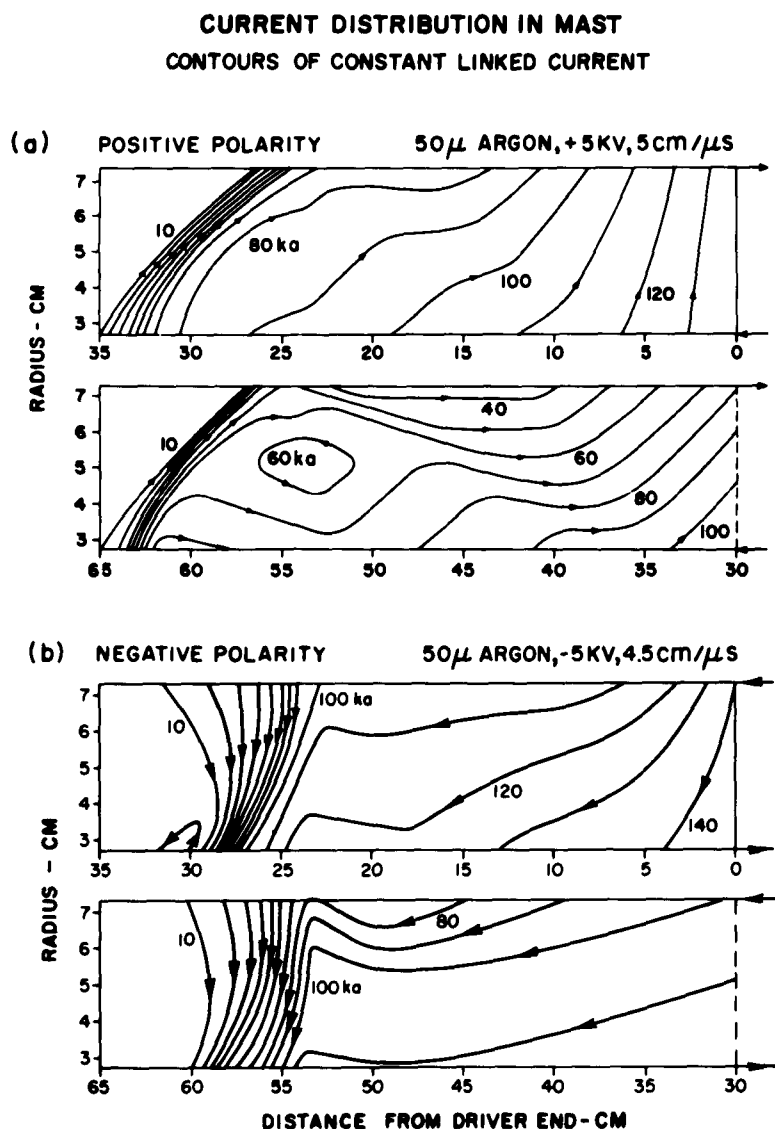 CURRENT DISTRIBUTION IN MAST
CONTOURS OF CONSTANT LINKED CURRENT
(a) POSITIVE POLARITY 50μ ARGON, +5KV, 5cm/μS
7
6
5
4
3
10
80 ka
100
120
35 30 25 20 15 10 5 0
RADIUS - CM
7
6
5
4
3
10
60 ka
40
60
80
100
65 60 55 50 45 40 35 30
(b) NEGATIVE POLARITY 50μ ARGON, -5KV, 4.5cm/μS
7
6
5
4
3
10
100 ka
120
140
35 30 25 20 15 10 5 0
RADIUS - CM
7
6
5
4
3
10
100 ka
80
65 60 55 50 45 40 35 30
DISTANCE FROM DRIVER END-CM